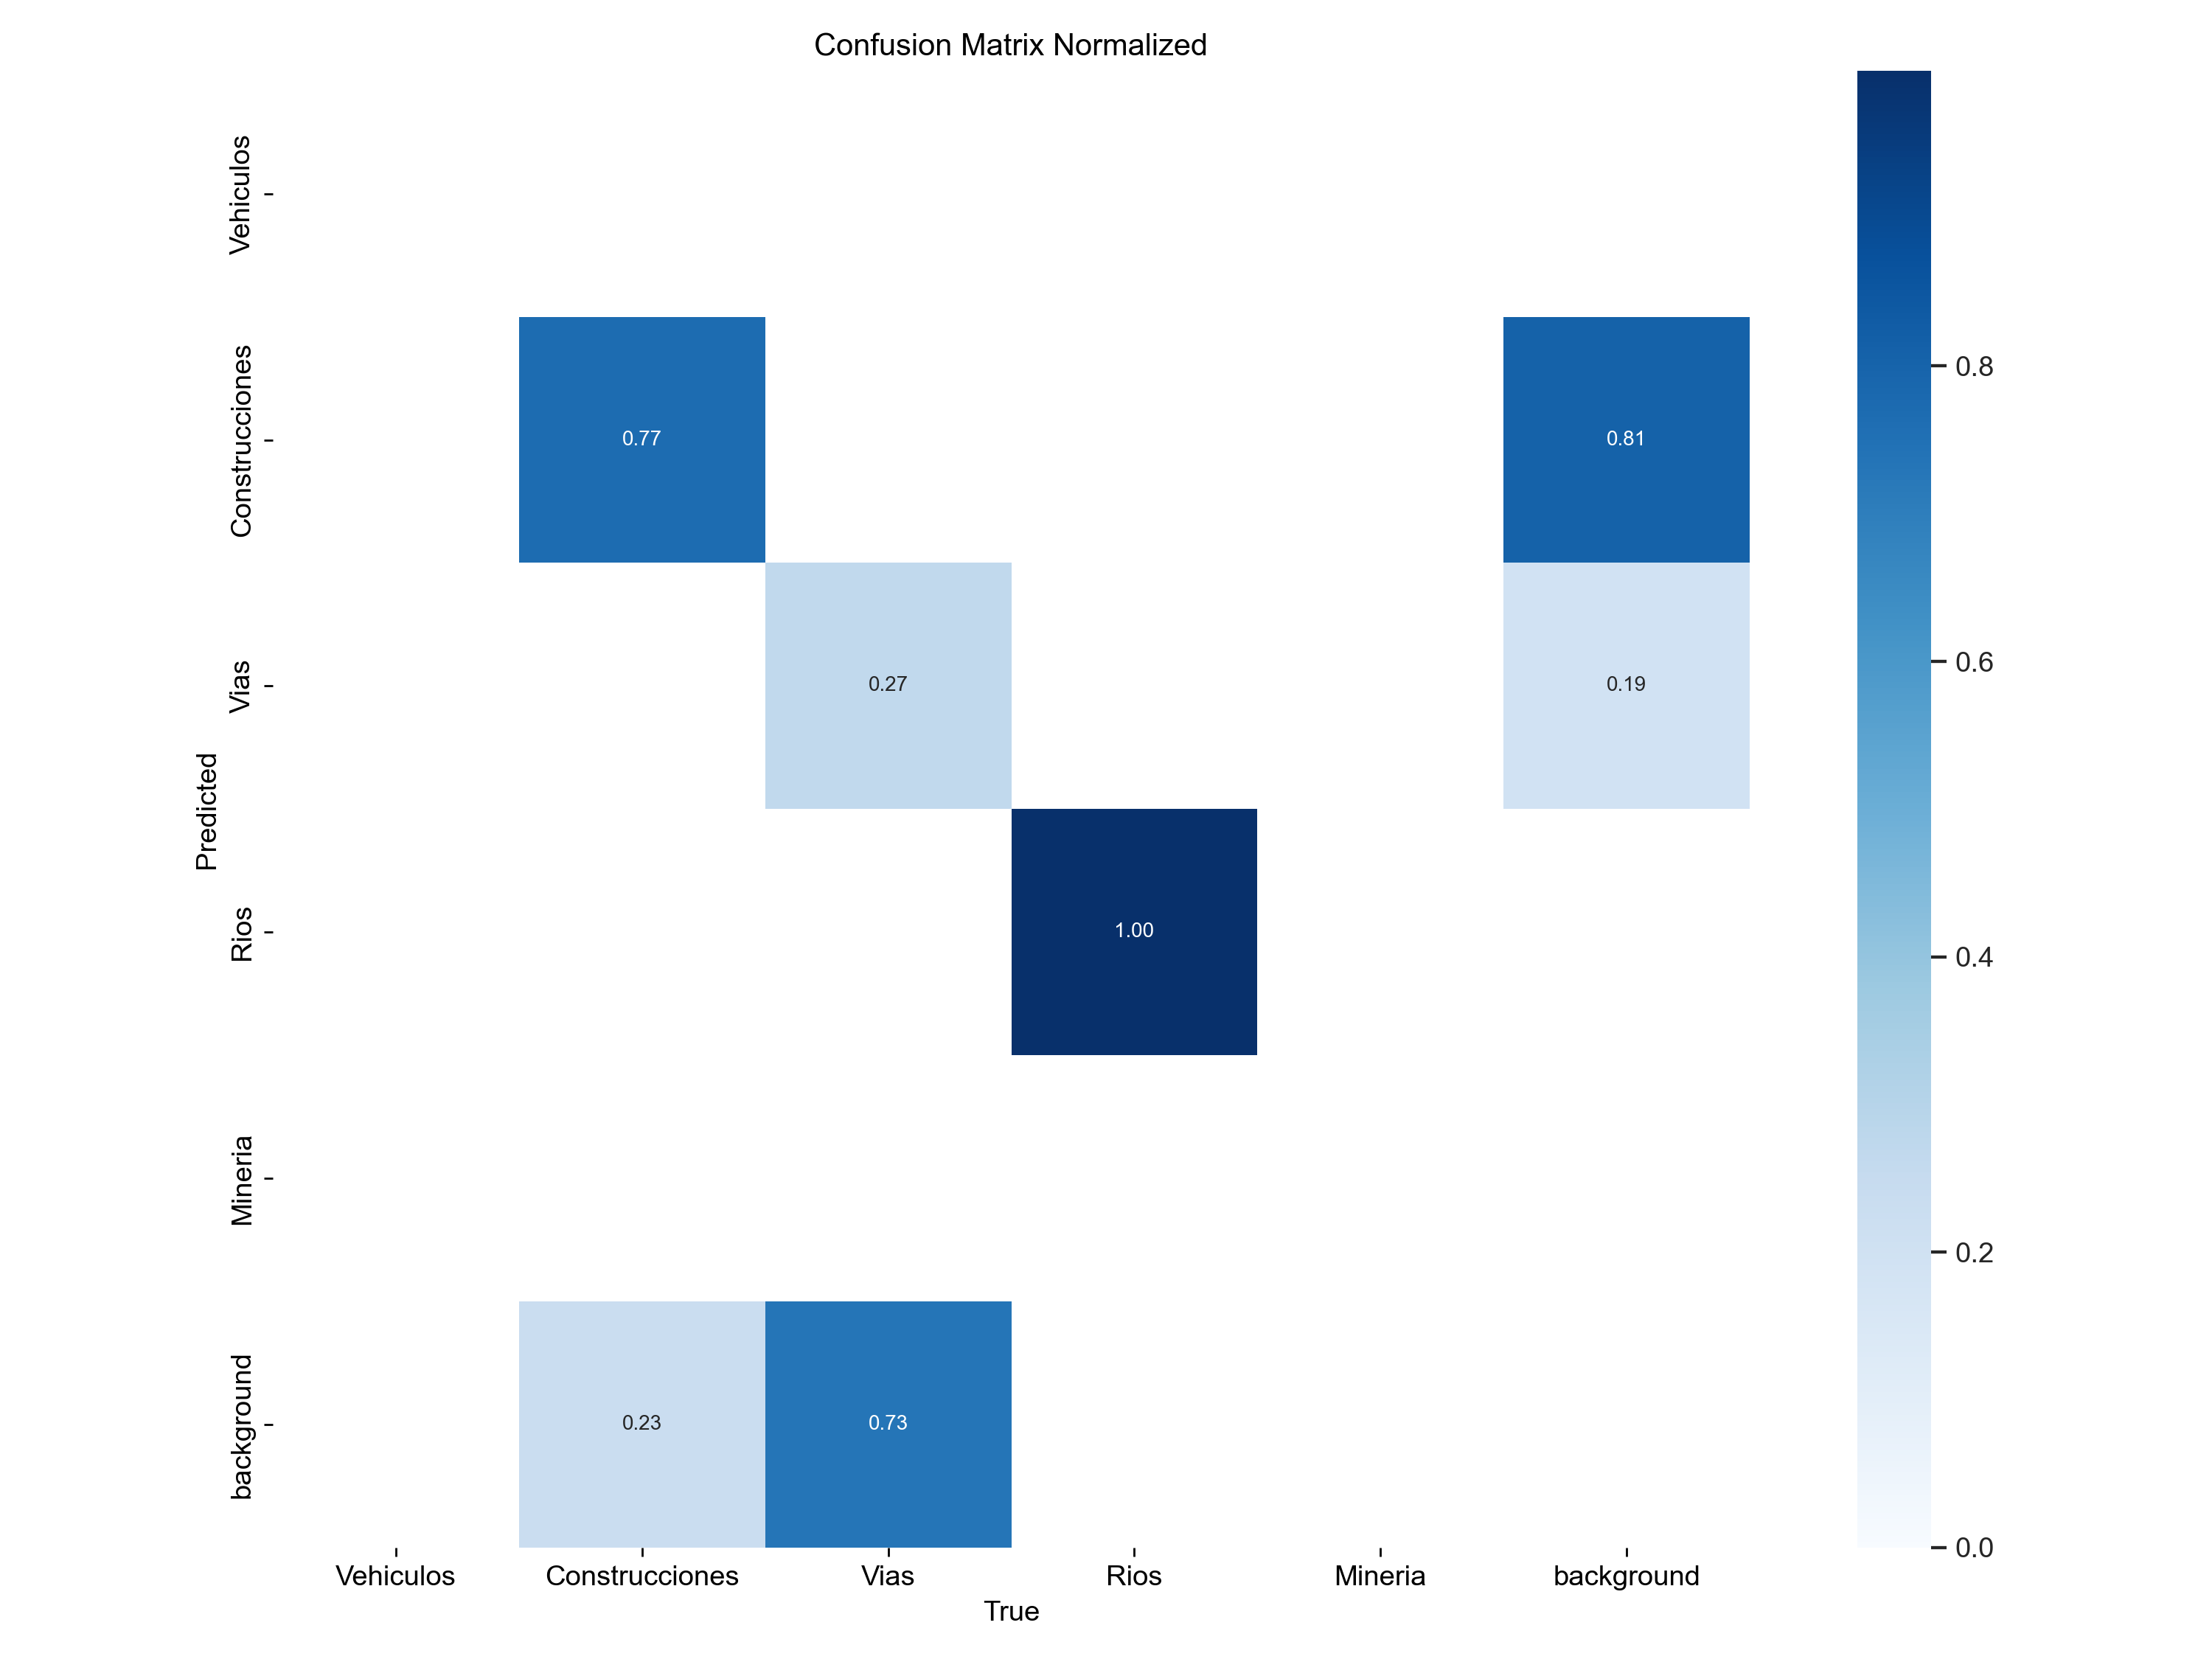 Confusion Matrix Normalized
Vehiculos
Construcciones
Vias
Rios
Mineria
background
Predicted
0.77
0.81
0.27
0.19
1.00
0.23
0.73
Vehiculos
Construcciones
Vias
Rios
Mineria
background
True
0.8
0.6
0.4
0.2
0.0